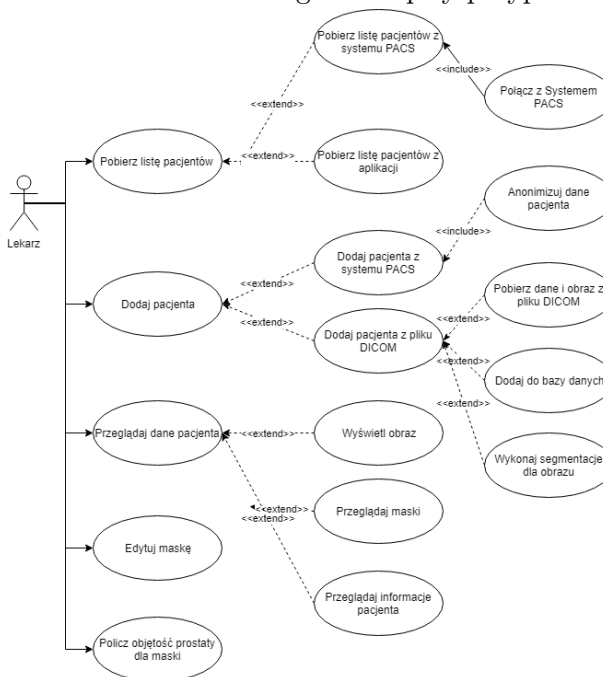 Pobierz listę pacjentów z
systemu PACS
<<include>>
Połącz z Systemem
PACS
<<extend>>
Pobierz listę pacjentów
<<extend>>
Pobierz listę pacjentów z
aplikacji
Anonimizuj dane
pacjenta
<<include>>
Lekarz
Dodaj pacjenta z
systemu PACS
<<extend>>
Dodaj pacjenta
<<extend>>
Dodaj pacjenta z pliku
DICOM
Pobierz dane i obraz z
pliku DICOM
<<extend>>
<<extend>>
Dodaj do bazy danych
<<extend>>
Przeglądaj dane pacjenta
<<extend>>
Wyświetl obraz
Wykonaj segmentacje
dla obrazu
<<extend>>
<<extend>>
Przeglądaj maski
Edytuj maskę
Przeglądaj informacje
pacjenta
Policz objętość prostaty
dla maski